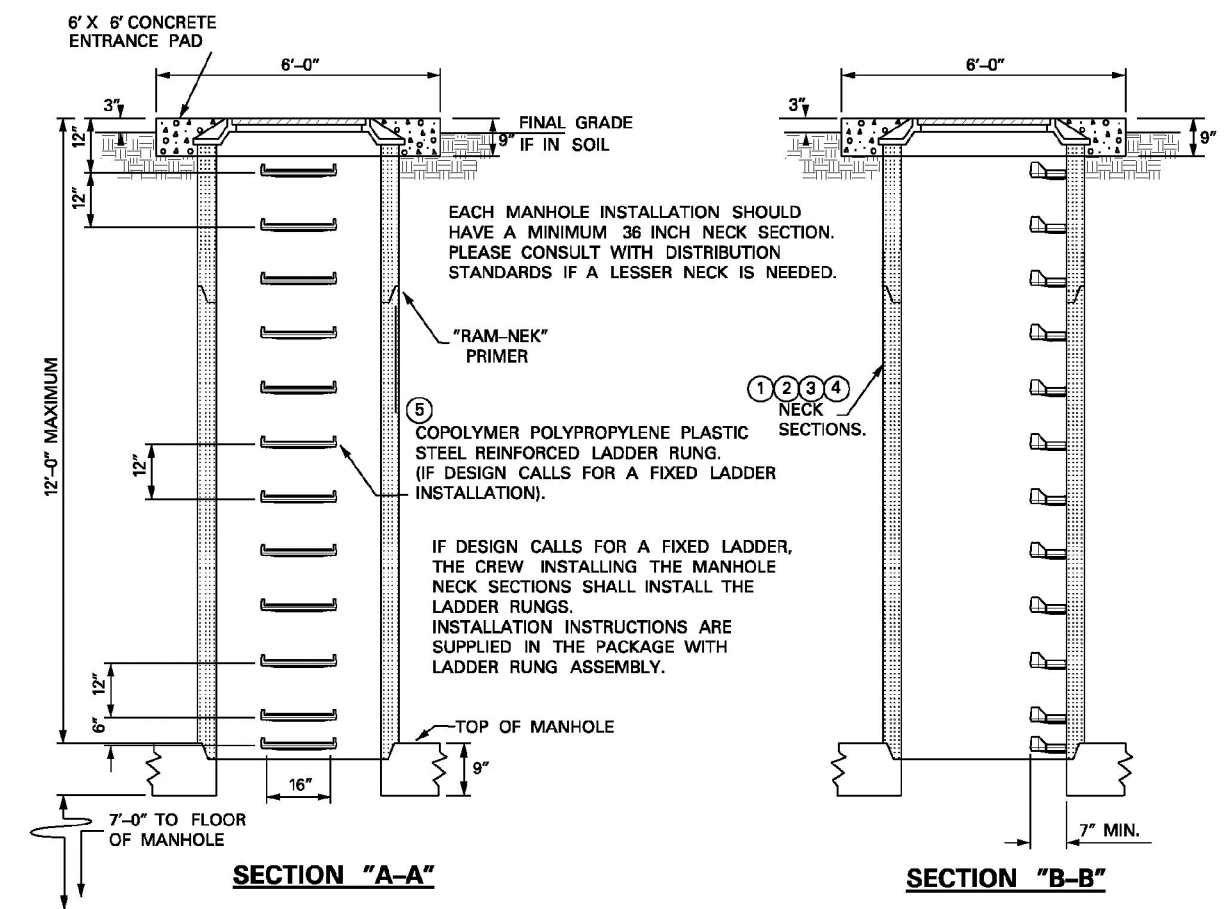 6' X 6' CONCRETE
ENTRANCE PAD
6'–0"
3"
12"
12"
FINAL GRADE
9" IF IN SOIL
EACH MANHOLE INSTALLATION SHOULD
HAVE A MINIMUM 36 INCH NECK SECTION.
PLEASE CONSULT WITH DISTRIBUTION
STANDARDS IF A LESSER NECK IS NEEDED.
"RAM–NEK"
PRIMER
12'–0" MAXIMUM
5
COPOLYMER POLYPROPYLENE PLASTIC
STEEL REINFORCED LADDER RUNG.
(IF DESIGN CALLS FOR A FIXED LADDER
INSTALLATION).
12"
IF DESIGN CALLS FOR A FIXED LADDER,
THE CREW INSTALLING THE MANHOLE
NECK SECTIONS SHALL INSTALL THE
LADDER RUNGS.
INSTALLATION INSTRUCTIONS ARE
SUPPLIED IN THE PACKAGE WITH
LADDER RUNG ASSEMBLY.
12"
6"
TOP OF MANHOLE
9"
16"
7'–0" TO FLOOR
OF MANHOLE
SECTION "A–A"
6'–0"
3"
9"
1 2 3 4
NECK
SECTIONS.
7" MIN.
SECTION "B–B"